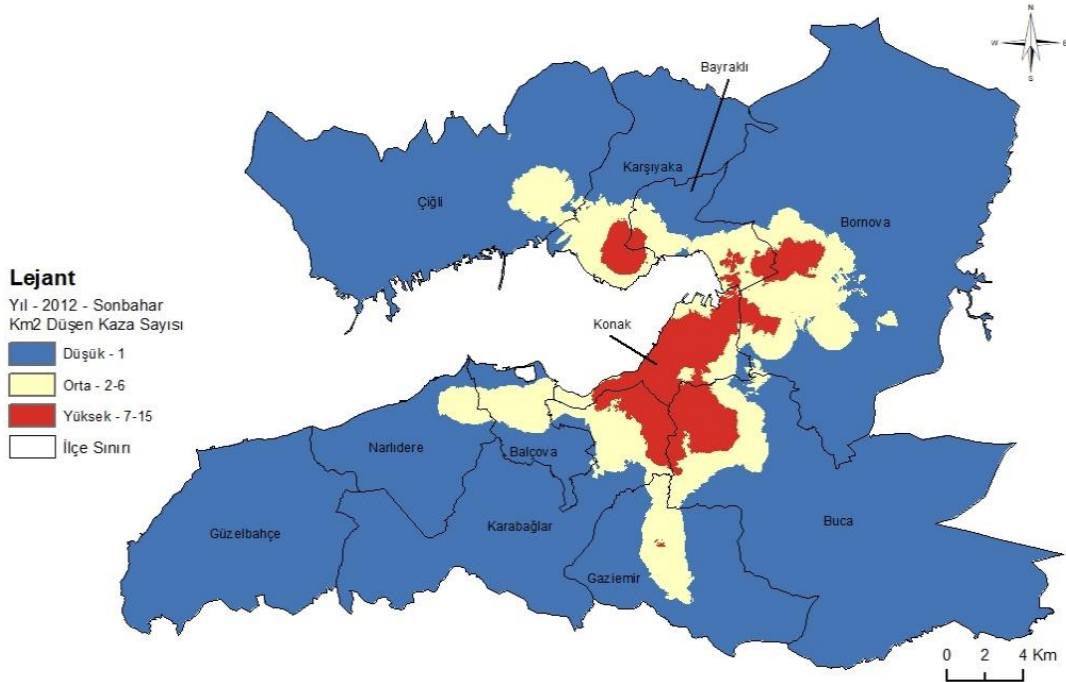 N
W E
S
Bayraklı
Karşıyaka
Çiğli
Bornova
Lejant
Yıl - 2012 - Sonbahar
Km2 Düşen Kaza Sayısı
Düşük - 1
Orta - 2-6
Yüksek - 7-15
İlçe Sınırı
Konak
Narlıdere
Balçova
Güzelbahçe
Karabağlar
Buca
Gaziemir
0 2 4 Km